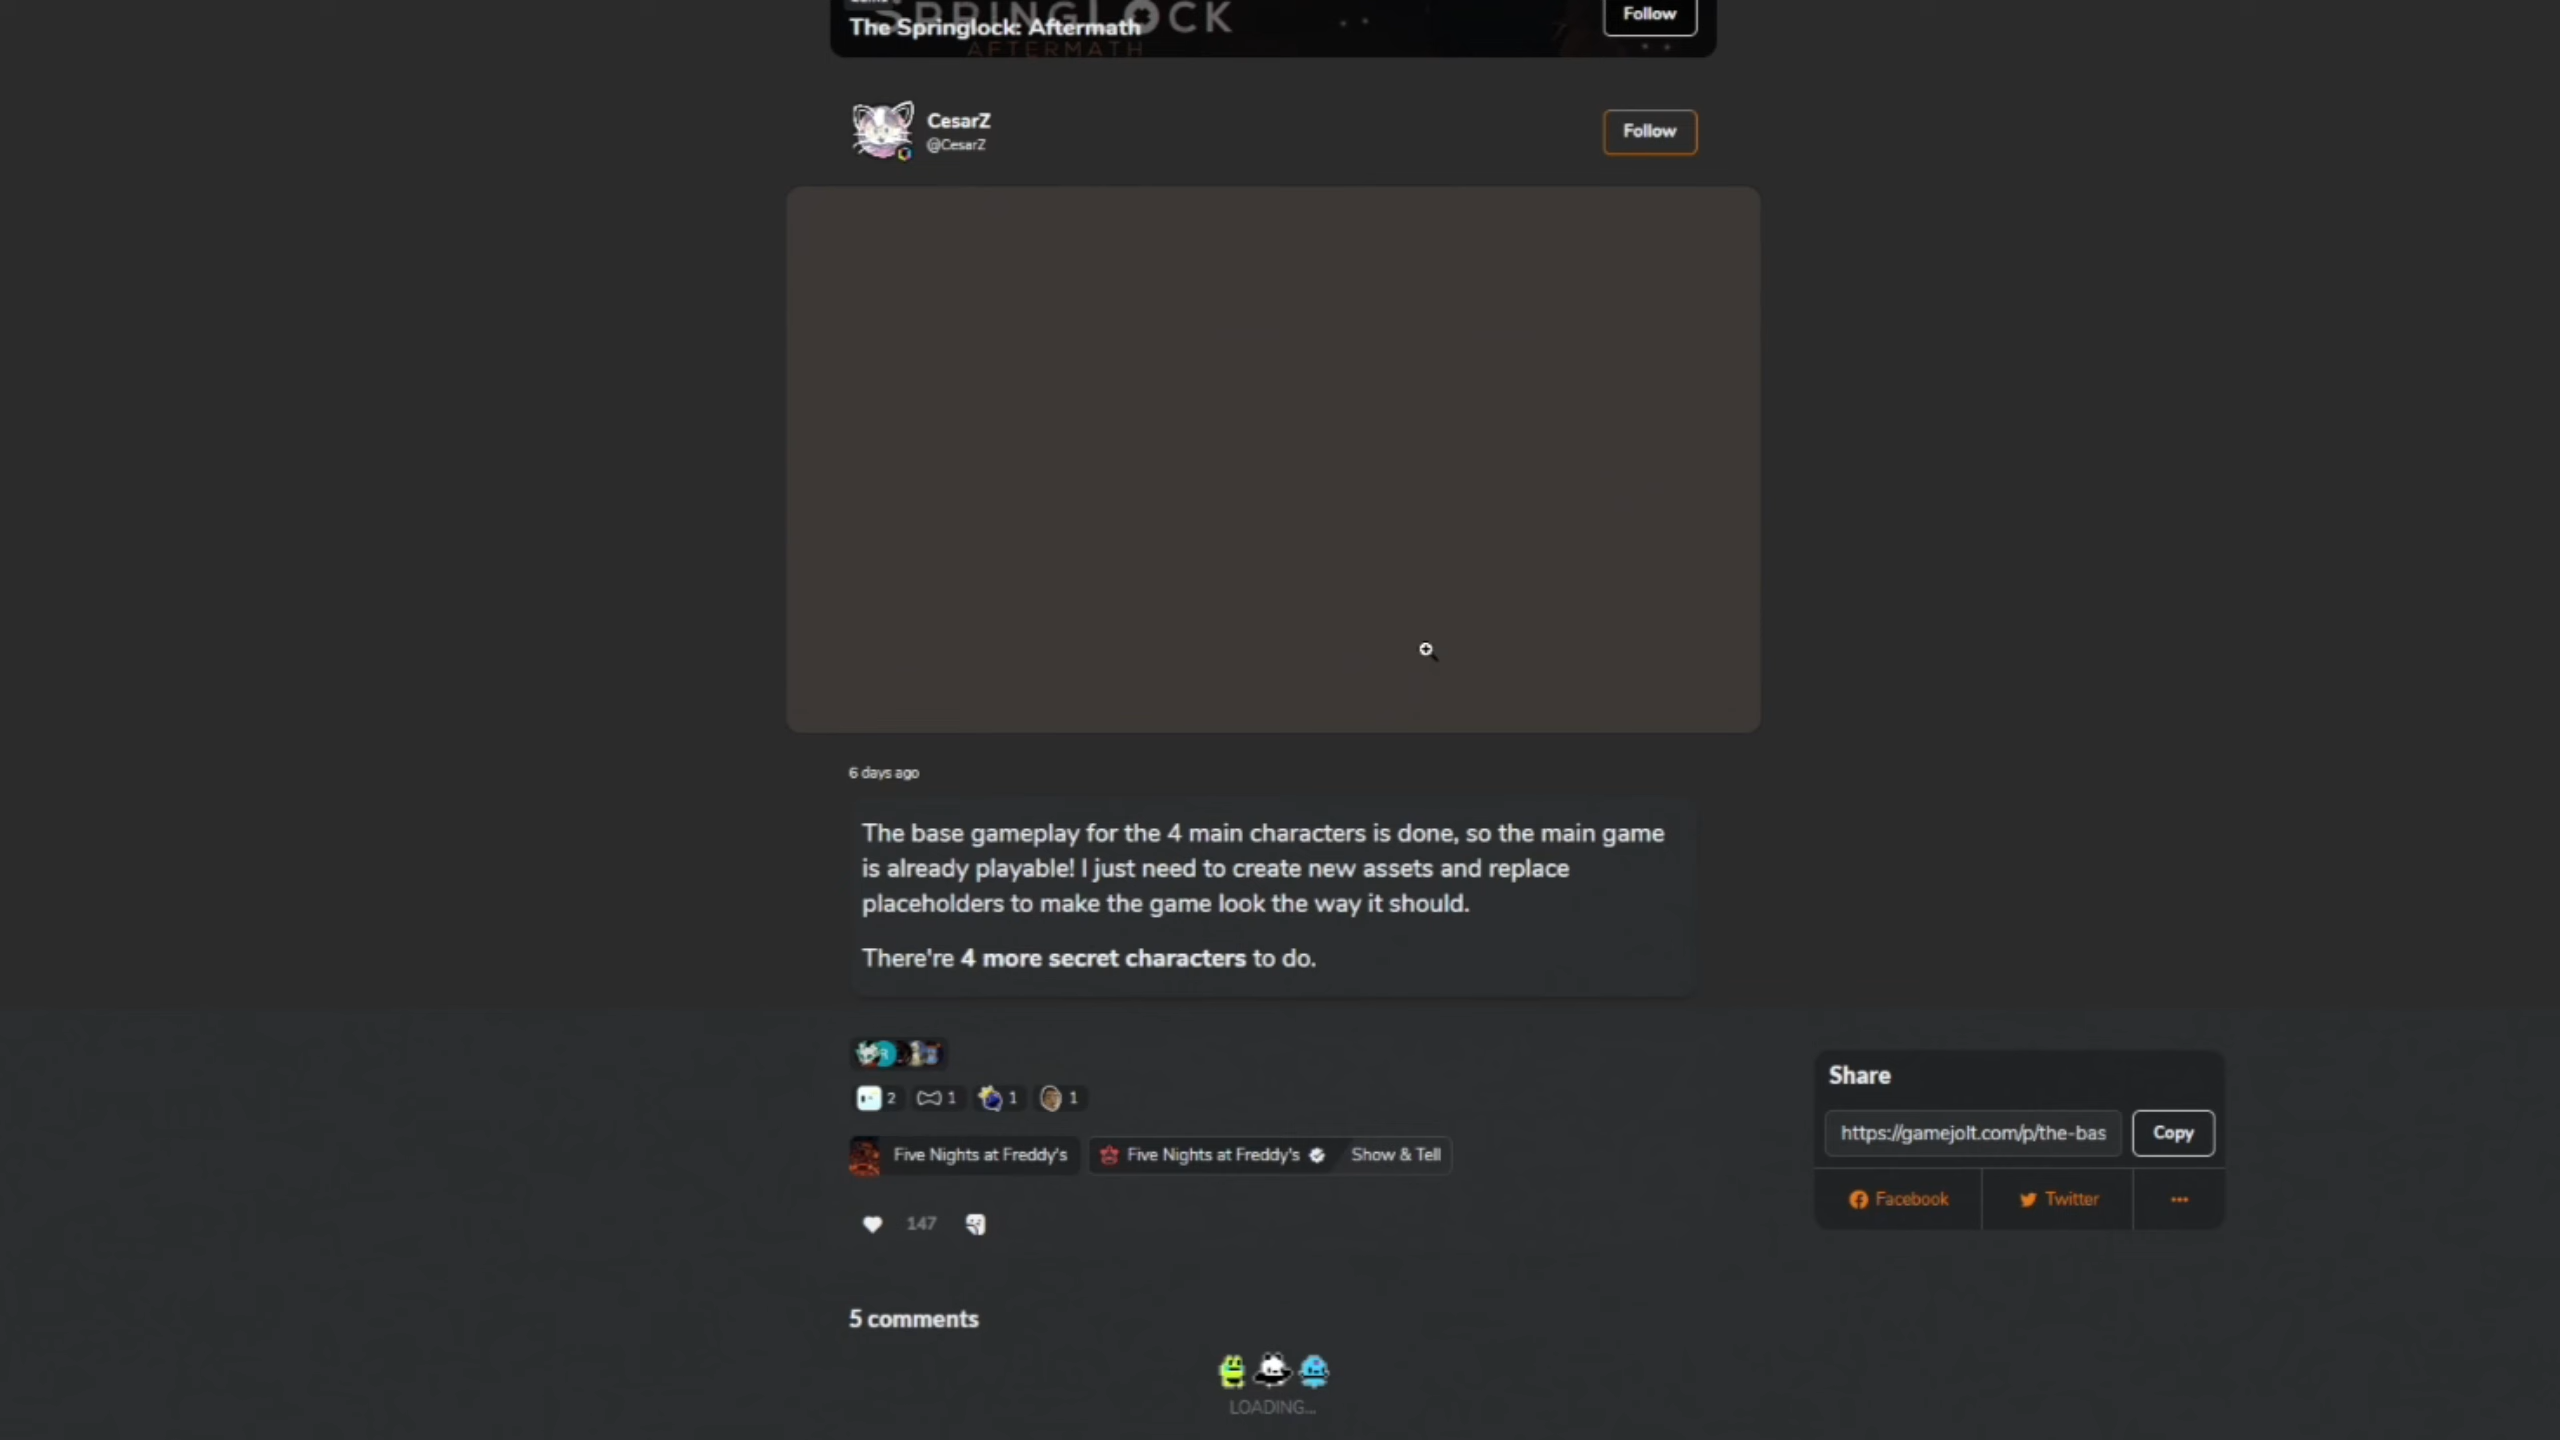 SPRINGLOCK
The Springlock: Aftermath
AFTERMATH
Follow
CesarZ
@CesarZ
Follow
6 days ago
The base gameplay for the 4 main characters is done, so the main game
is already playable! I just need to create new assets and replace
placeholders to make the game look the way it should.
There're 4 more secret characters to do.
2 1 1 1
Five Nights at Freddy's Five Nights at Freddy's Show & Tell
147
Share
https://gamejolt.com/p/the-bas Copy
Facebook Twitter ...
5 comments
LOADING...